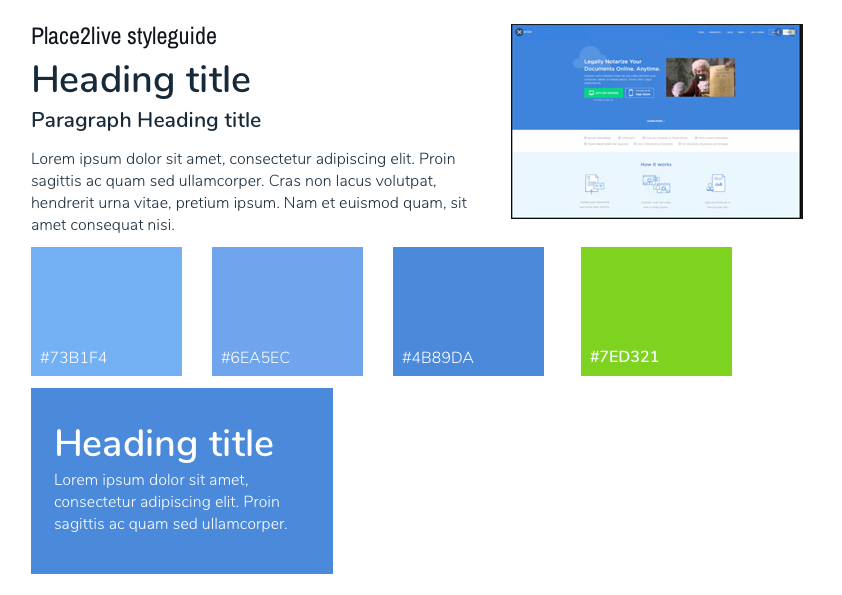 Place2live styleguide
Heading title
Paragraph Heading title
Lorem ipsum dolor sit amet, consectetur adipiscing elit. Proin
sagittis ac quam sed ullamcorper. Cras non lacus volutpat,
hendrerit urna vitae, pretium ipsum. Nam et euismod quam, sit
amet consequat nisi.
Legally Notarize Your
Documents Online. Anytime.
How it works
#73B1F4
#6EA5EC
#4B89DA
#7ED321
Heading title
Lorem ipsum dolor sit amet,
consectetur adipiscing elit. Proin
sagittis ac quam sed ullamcorper.